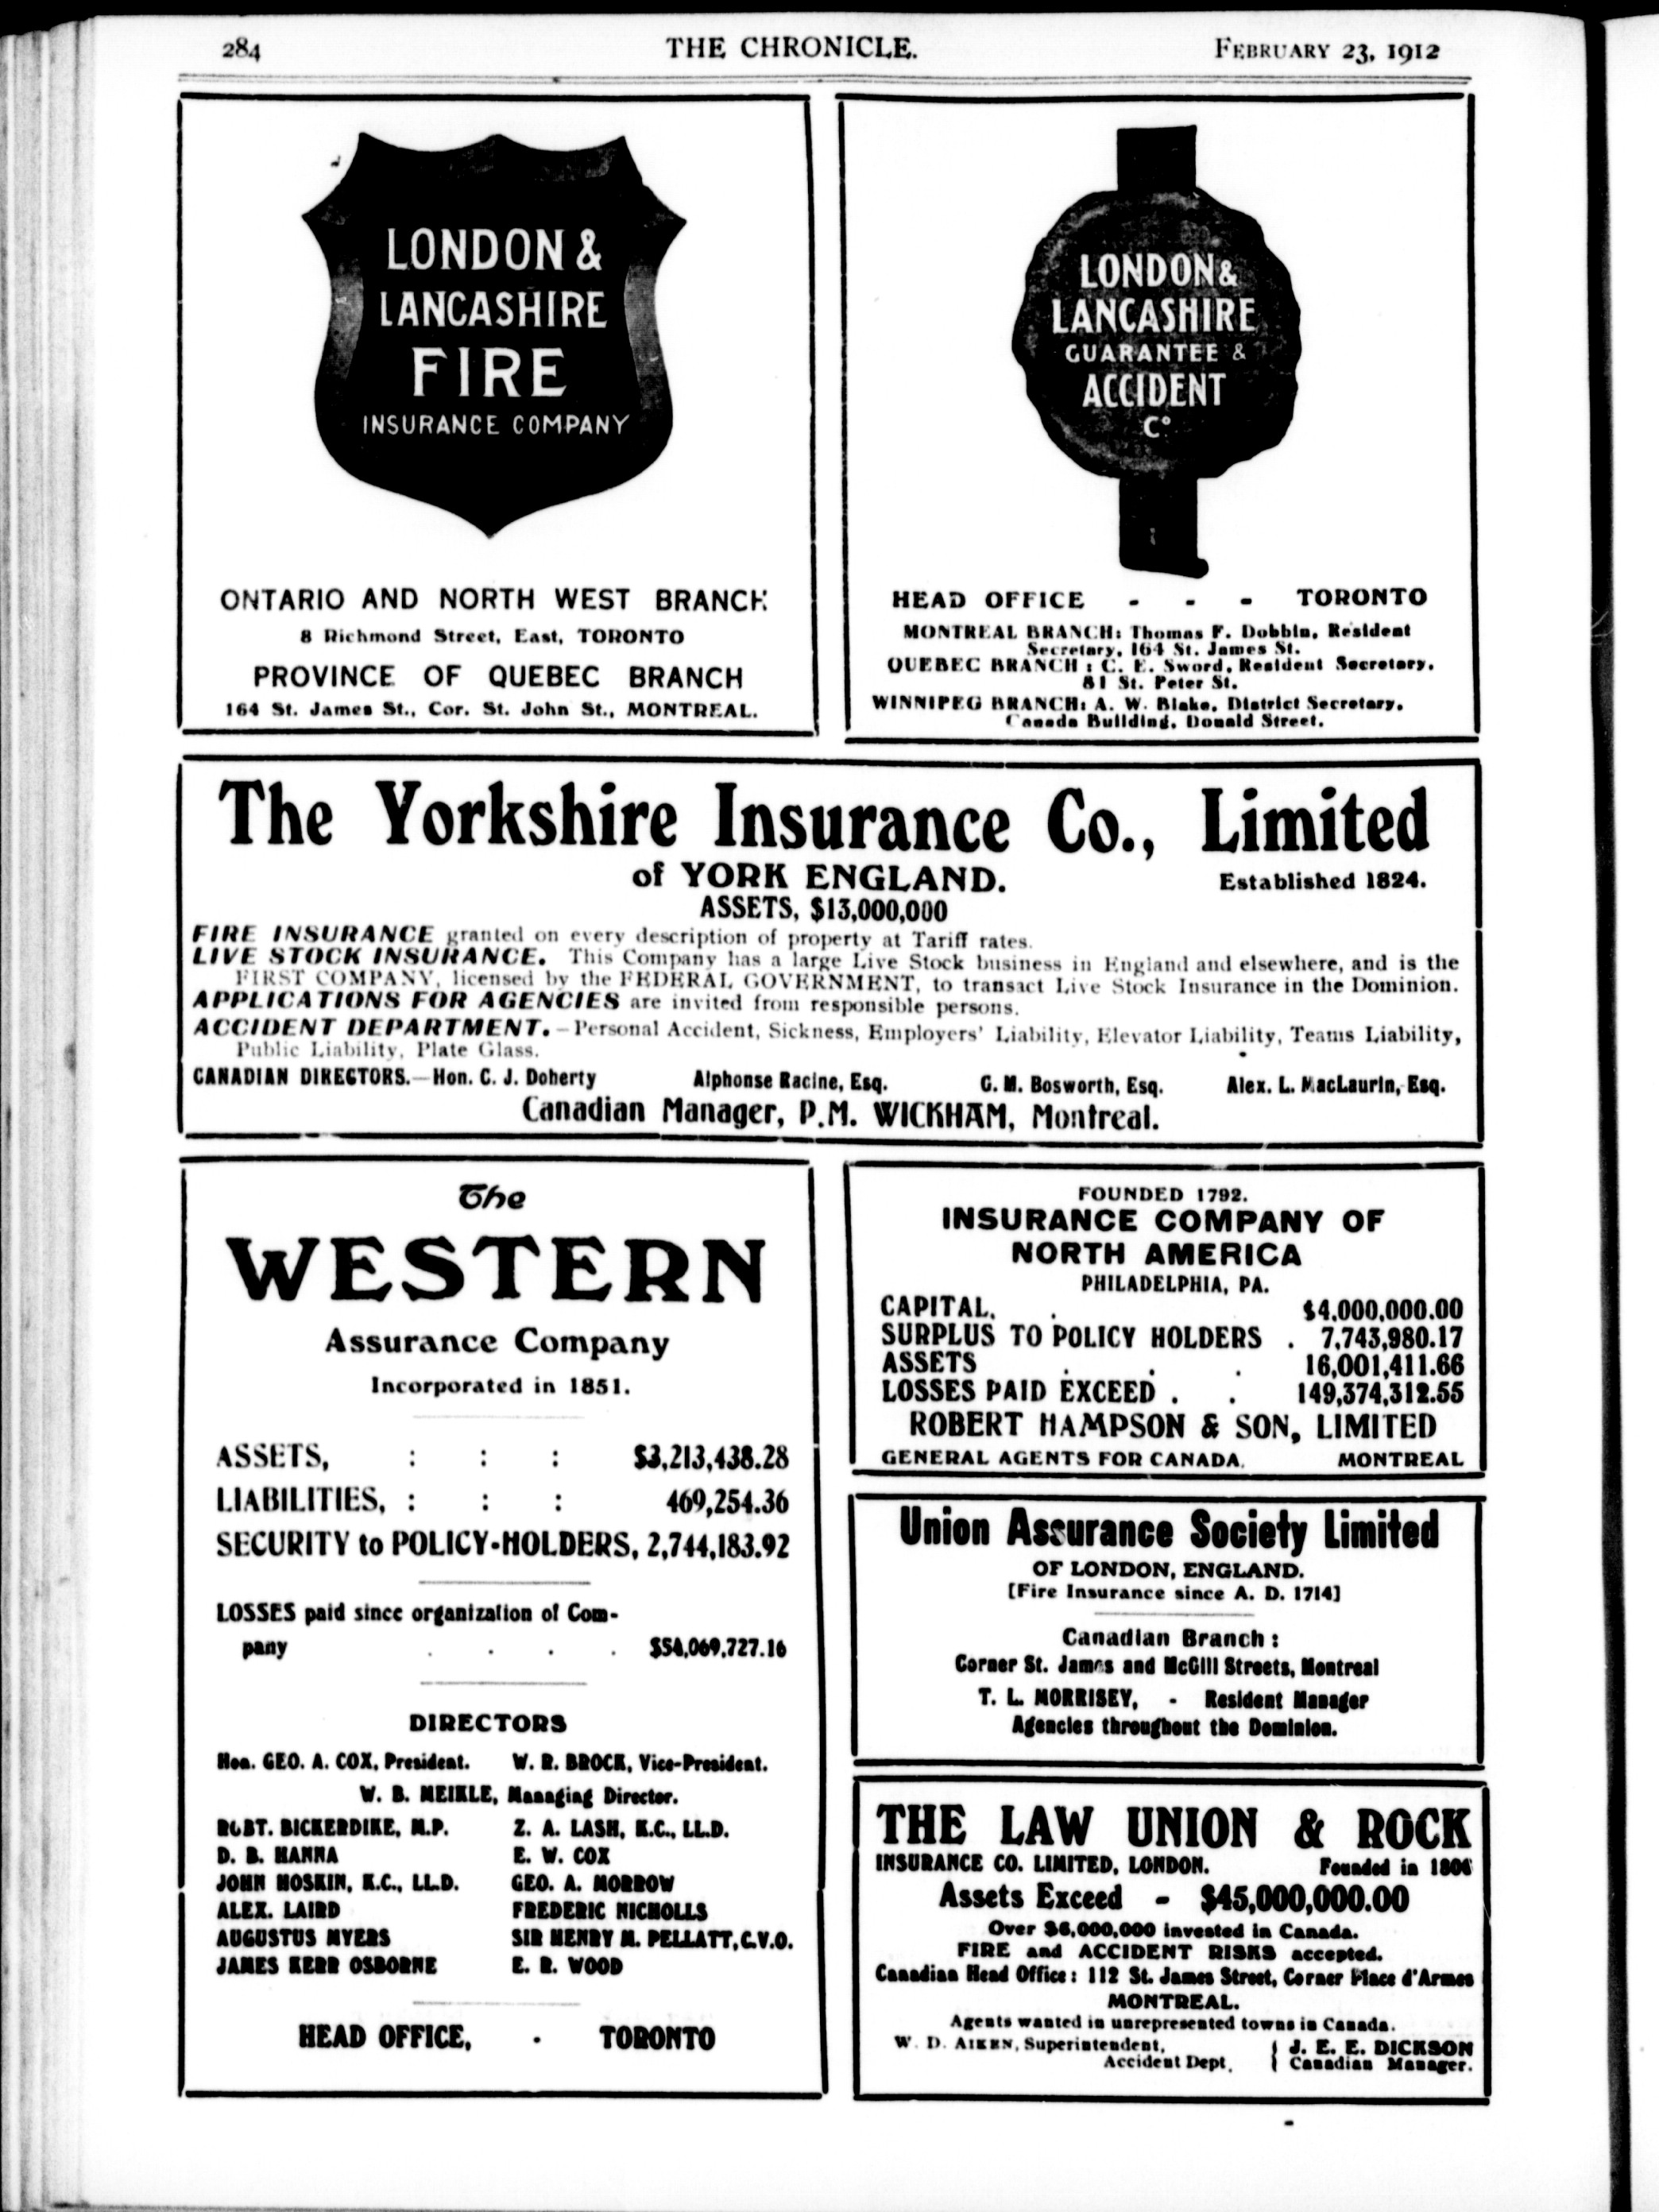 284
THE CHRONICLE.
FEBRUARY 23, 1912
LONDON &
LANCASHIRE
FIRE
INSURANCE COMPANY
ONTARIO AND NORTH WEST BRANCH
8 Richmond Street, East, TORONTO
PROVINCE OF QUEBEC BRANCH
164 St. James St., Cor. St. John St., MONTREAL.
LONDON &
LANCASHIRE
GUARANTEE &
ACCIDENT
Co
HEAD OFFICE - - - TORONTO
MONTREAL BRANCH: Thomas F. Dobbin, Resident
Secretary, 164 St. James St.
QUEBEC BRANCH : C. E. Sword, Resident Secretary.
81 St. Peter St.
WINNIPEG BRANCH: A. W. Blake, District Secretary.
Canada Building, Donald Street.
The Yorkshire Insurance Co., Limited
of YORK ENGLAND.
Established 1824.
ASSETS, $13,000,000
FIRE INSURANCE granted on every description of property at Tariff rates.
LIVE STOCK INSURANCE. This Company has a large Live Stock business in England and elsewhere, and is the
FIRST COMPANY, licensed by the FEDERAL GOVERNMENT, to transact Live Stock Insurance in the Dominion.
APPLICATIONS FOR AGENCIES are invited from responsible persons.
ACCIDENT DEPARTMENT.—Personal Accident, Sickness, Employers' Liability, Elevator Liability, Teams Liability,
Public Liability, Plate Glass.
CANADIAN DIRECTORS.—Hon. C. J. Doherty Alphonse Racine, Esq. G. M. Bosworth, Esq. Alex. L. MacLaurin, Esq.
Canadian Manager, P.M. WICKHAM, Montreal.
The
WESTERN
Assurance Company
Incorporated in 1851.
ASSETS, : : : $3,213,438.28
LIABILITIES, : : : 469,254.36
SECURITY to POLICY-HOLDERS, 2,744,183.92
LOSSES paid since organization of Com-
pany . . . . $54,069,727.16
DIRECTORS
Hon. GEO. A. COX, President. W. R. BROCK, Vice-President.
W. B. MEIKLE, Managing Director.
ROBT. BICKERDIKE, M.P. Z. A. LASH, K.C., LL.D.
D. B. HANNA E. W. COX
JOHN HOSKIN, K.C., LL.D. GEO. A. MORROW
ALEX. LAIRD FREDERIC NICHOLLS
AUGUSTUS MYERS SIR HENRY M. PELLATT, C.V.O.
JAMES KERR OSBORNE E. R. WOOD
HEAD OFFICE, - TORONTO
FOUNDED 1792.
INSURANCE COMPANY OF
NORTH AMERICA
PHILADELPHIA, PA.
CAPITAL, . $4,000,000.00
SURPLUS TO POLICY HOLDERS . 7,743,980.17
ASSETS . . . 16,001,411.66
LOSSES PAID EXCEED . . 149,374,312.55
ROBERT HAMPSON & SON, LIMITED
GENERAL AGENTS FOR CANADA. MONTREAL
Union Assurance Society Limited
OF LONDON, ENGLAND.
[Fire Insurance since A. D. 1714]
Canadian Branch :
Corner St. James and McGill Streets, Montreal
T. L. MORRISEY, - Resident Manager
Agencies throughout the Dominion.
THE LAW UNION & ROCK
INSURANCE CO. LIMITED, LONDON. Founded in 1806
Assets Exceed - $45,000,000.00
Over $6,000,000 invested in Canada.
FIRE and ACCIDENT RISKS accepted.
Canadian Head Office : 112 St. James Street, Corner Place d'Armes
MONTREAL.
Agents wanted in unrepresented towns in Canada.
W. D. AIKEN, Superintendent, J. E. E. DICKSON
Accident Dept. Canadian Manager.